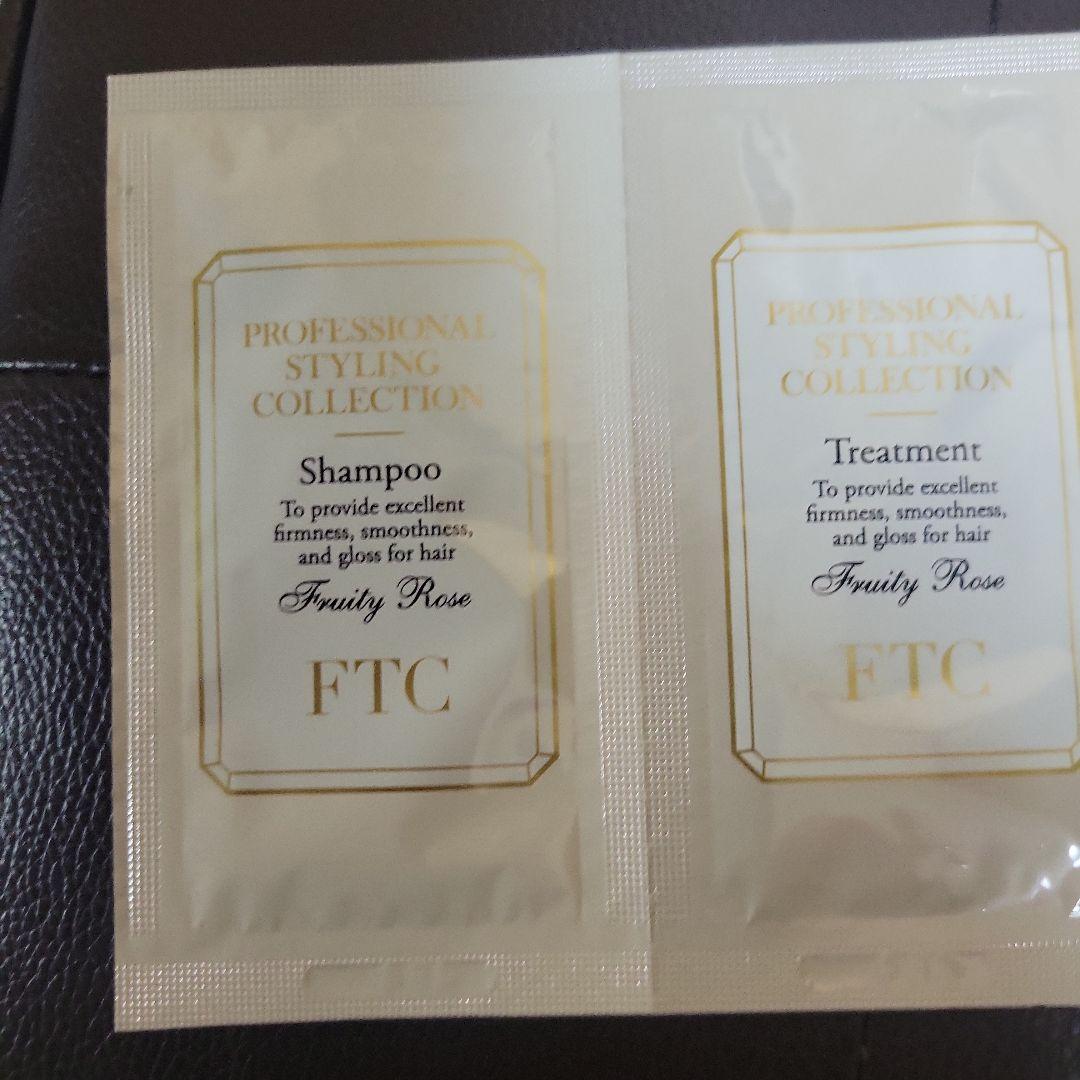 PROFESSIONAL
STYLING
COLLECTION
Shampoo
To provide excellent
firmness, smoothness,
and gloss for hair
Fruity Rose
FTC
PROFESSIONAL
STYLING
COLLECTION
Treatment
To provide excellent
firmness, smoothness,
and gloss for hair
Fruity Rose
FTC